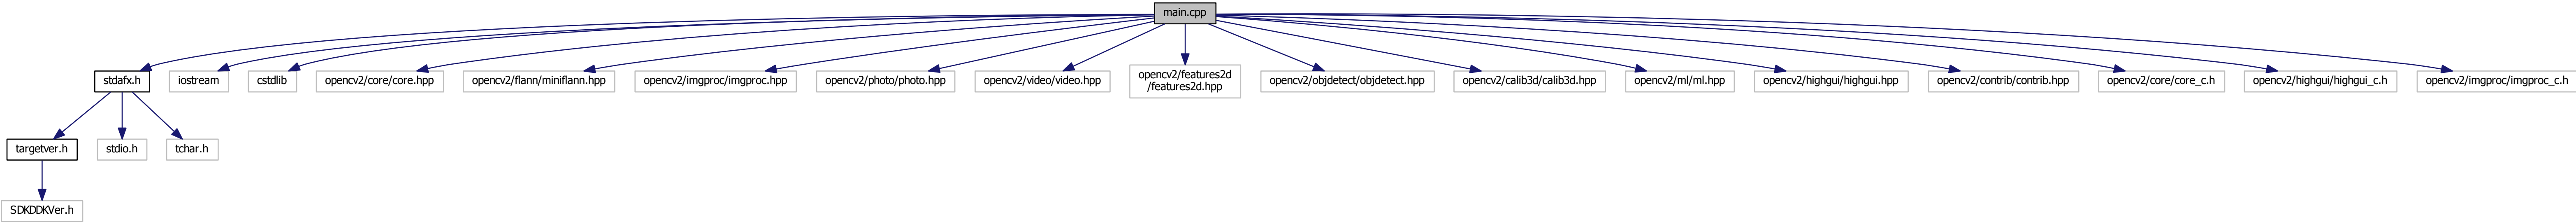 main.cpp
stdafx.h
iostream
cstdlib
opencv2/core/core.hpp
opencv2/flann/miniflann.hpp
opencv2/imgproc/imgproc.hpp
opencv2/photo/photo.hpp
opencv2/video/video.hpp
opencv2/features2d
/features2d.hpp
opencv2/objdetect/objdetect.hpp
opencv2/calib3d/calib3d.hpp
opencv2/ml/ml.hpp
opencv2/highgui/highgui.hpp
opencv2/contrib/contrib.hpp
opencv2/core/core_c.h
opencv2/highgui/highgui_c.h
opencv2/imgproc/imgproc_c.h
targetver.h
stdio.h
tchar.h
SDKDDKVer.h